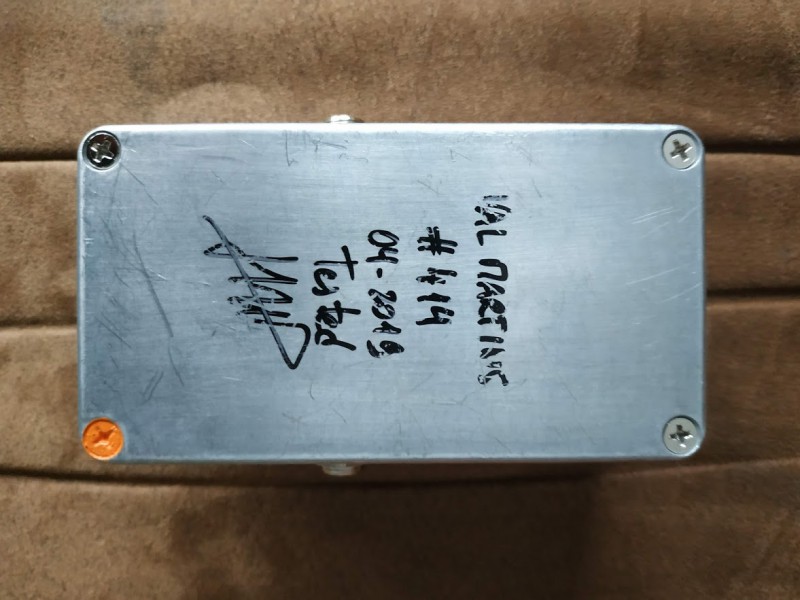 VAL MARTINS
# 414
04-2019
Tested